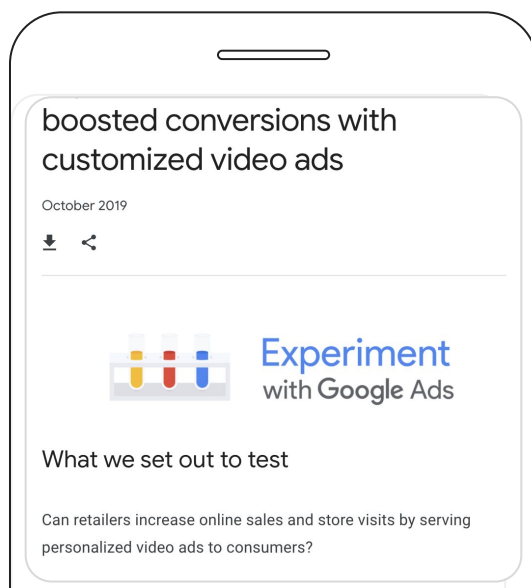 boosted conversions with
customized video ads
October 2019
Experiment
with Google Ads
What we set out to test
Can retailers increase online sales and store visits by serving
personalized video ads to consumers?